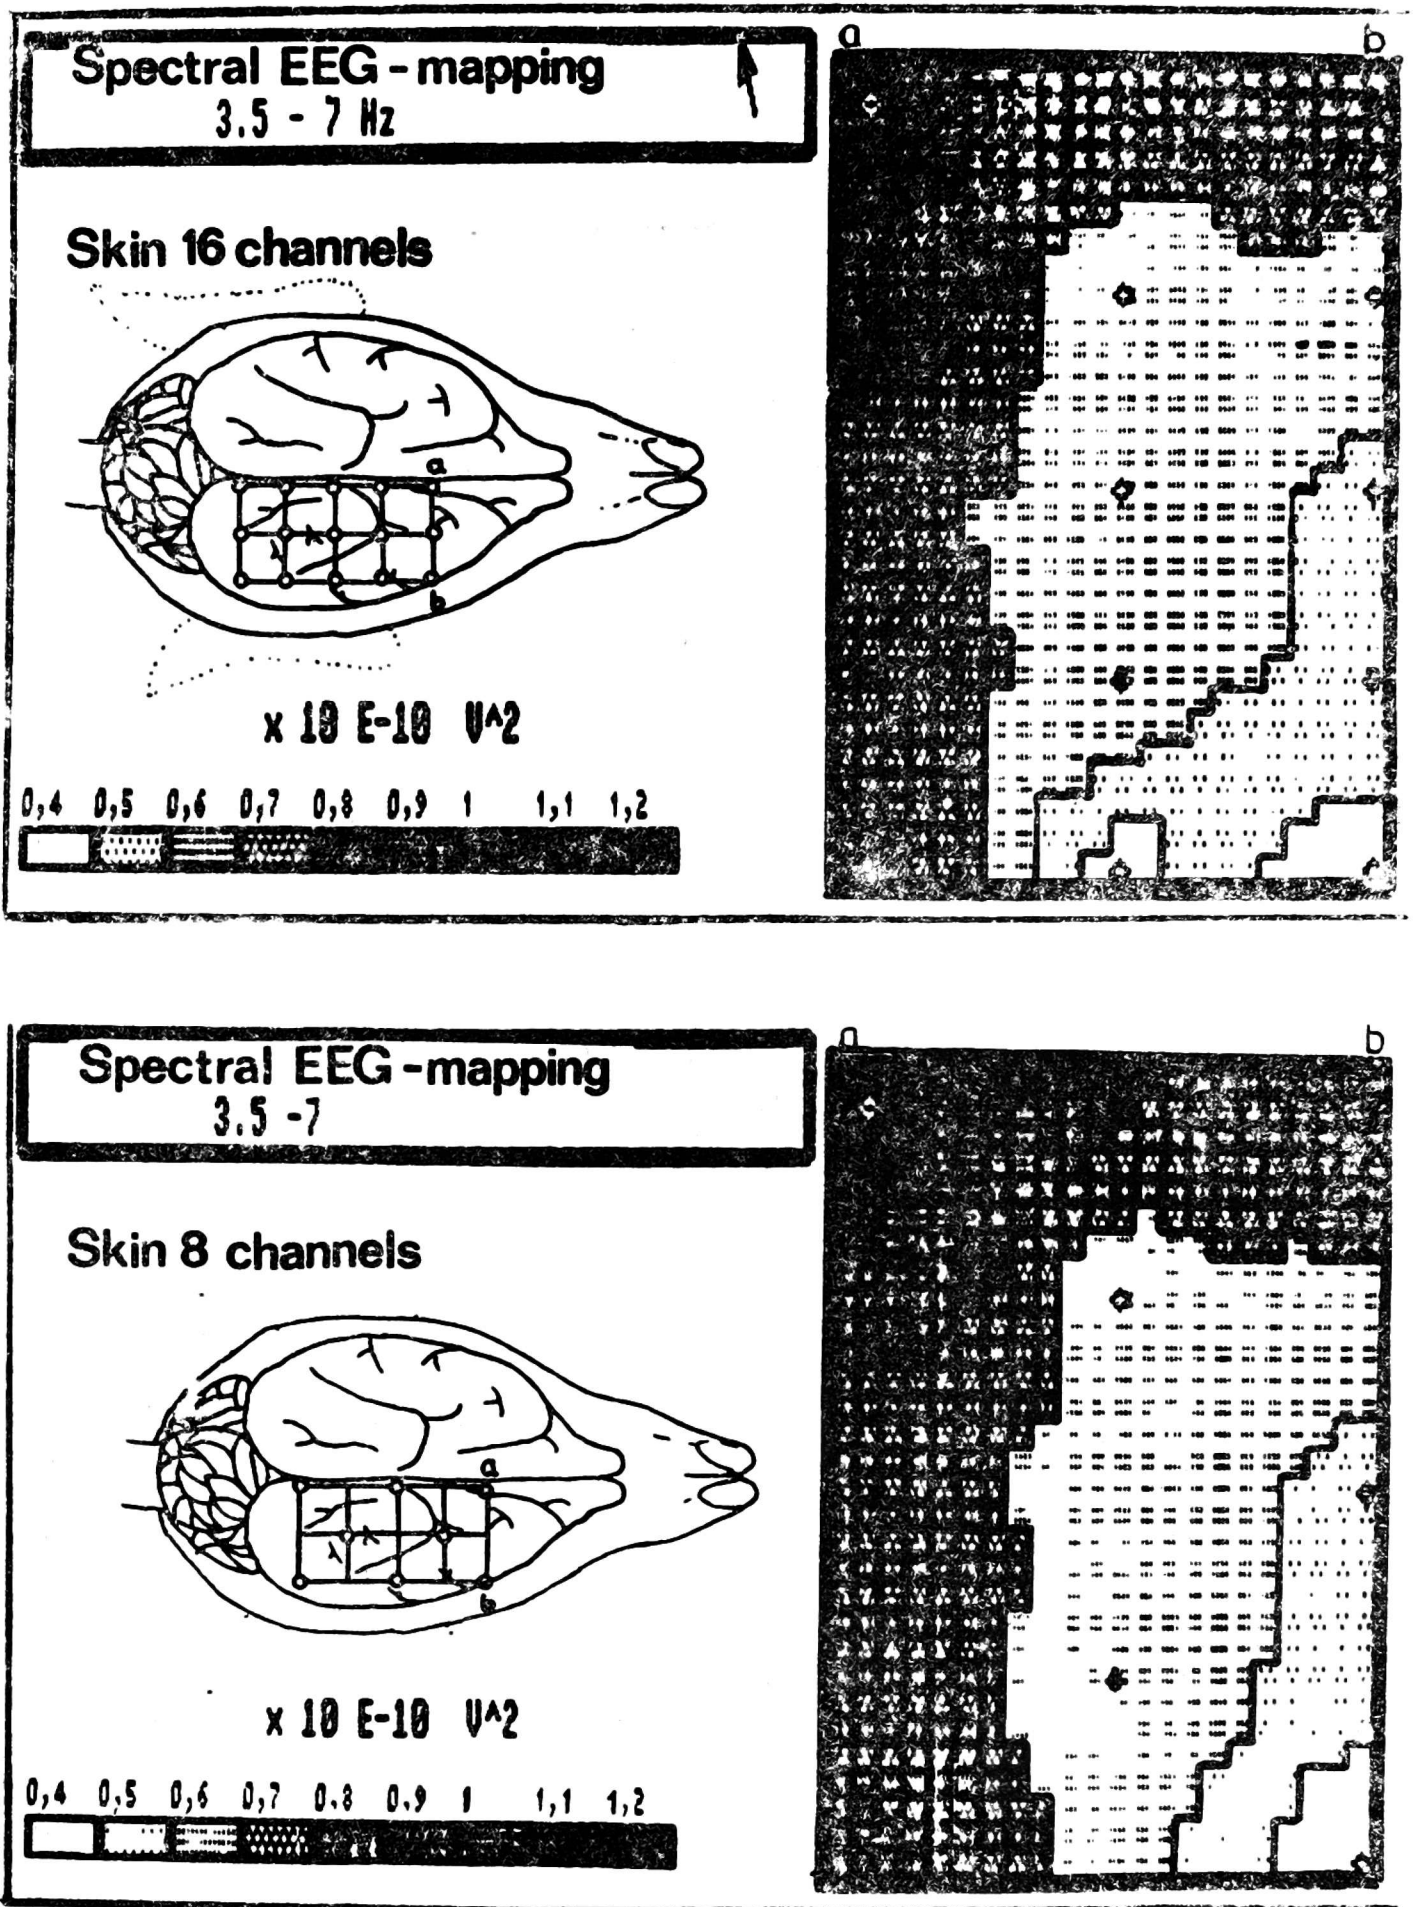 Spectral EEG-mapping
3.5 - 7 Hz
a b
Skin 16 channels
a
b
x 10 E-10 V^2
0,4 0,5 0,6 0,7 0,8 0,9 1 1,1 1,2
Spectral EEG-mapping
3.5 -7
a b
Skin 8 channels
a
b
x 10 E-10 V^2
0,4 0,5 0,6 0,7 0.8 0.9 1 1,1 1,2